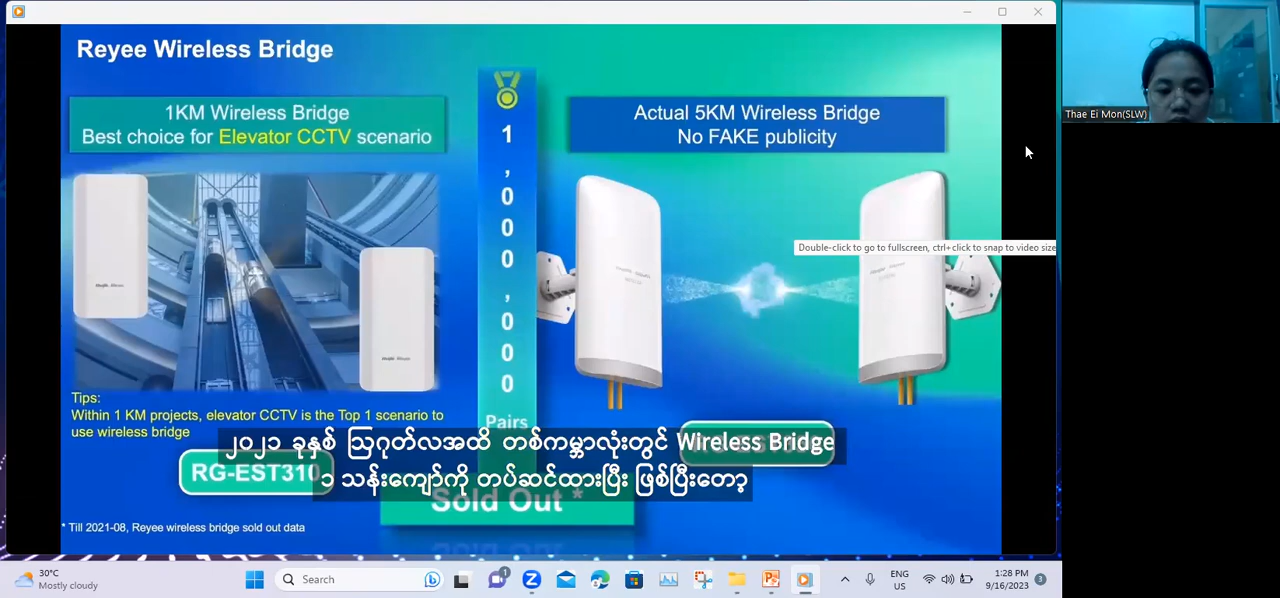 Reyee Wireless Bridge
1KM Wireless Bridge
Best choice for Elevator CCTV scenario
1,000,000
Pairs
Actual 5KM Wireless Bridge
No FAKE publicity
Thae Ei Mon(SLW)
Double-click to go to fullscreen, ctrl+click to snap to video size
Tips:
Within 1 KM projects, elevator CCTV is the Top 1 scenario to
use wireless bridge
၂၀၂၁ ခုနှစ် ဩဂုတ်လအထိ တစ်ကမ္ဘာလုံးတွင် Wireless Bridge
၁ သန်းကျော်ကို တပ်ဆင်ထားပြီး ဖြစ်ပြီးတော့
RG-EST310
Sold Out *
* Till 2021-08, Reyee wireless bridge sold out data
30°C
Mostly cloudy
Search
ENG
US
1:28 PM
9/16/2023